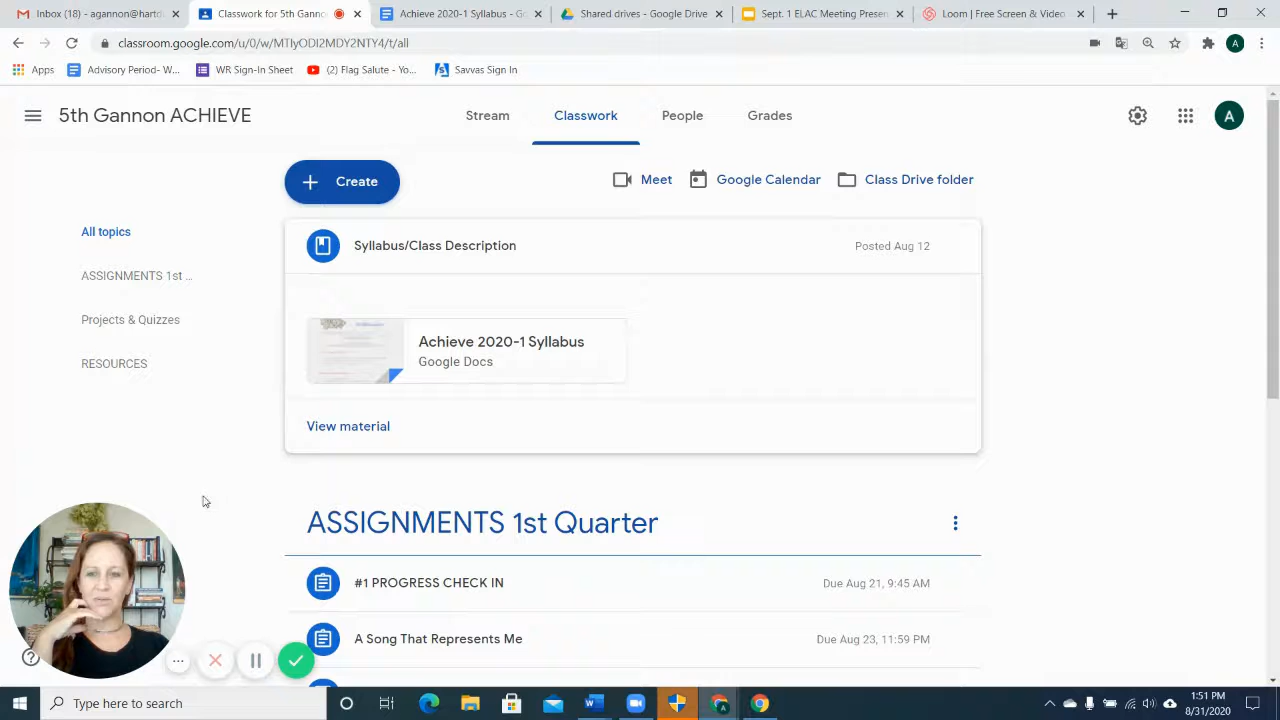 Inbox (41) - agannon@hartd
Classwork for 5th Gannon
Achieve 2020-1 Syllabus - Go
Shared drives - Google Drive
Sept. 1 ELAC Meeting Presen
Loom | Free Screen & Video
classroom.google.com/u/0/w/MTIyODI2MDY2NTY4/t/all
A
Apps
Advisory Period- W...
WR Sign-In Sheet
(2) Flag Salute - Yo...
Savvas Sign In
5th Gannon ACHIEVE
Stream
Classwork
People
Grades
A
Create
Meet
Google Calendar
Class Drive folder
All topics
ASSIGNMENTS 1st ...
Projects & Quizzes
RESOURCES
Syllabus/Class Description
Posted Aug 12
Achieve 2020-1 Syllabus
Google Docs
View material
ASSIGNMENTS 1st Quarter
#1 PROGRESS CHECK IN
Due Aug 21, 9:45 AM
A Song That Represents Me
Due Aug 23, 11:59 PM
Type here to search
1:51 PM
8/31/2020